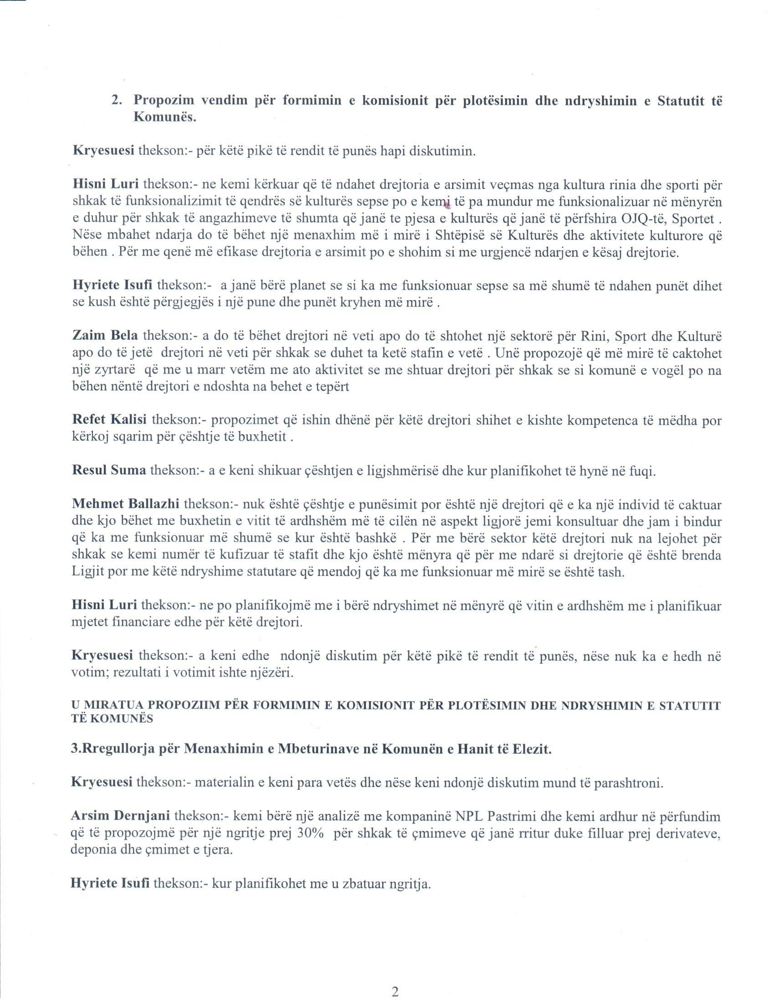 2. Propozim vendim për formimin e komisionit për plotësimin dhe ndryshimin e Statutit të
Komunës.
Kryesuesi thekson:- për këtë pikë të rendit të punës hapi diskutimin.
Hisni Luri thekson:- ne kemi kërkuar që të ndahet drejtoria e arsimit veçmas nga kultura rinia dhe sporti për
shkak të funksionalizimit të qendrës së kulturës sepse po e kemi të pa mundur me funksionalizuar në mënyrën
e duhur për shkak të angazhimeve të shumta që janë te pjesa e kulturës që janë të përfshira OJQ-të, Sportet .
Nëse mbahet ndarja do të bëhet një menaxhim më i mirë i Shtëpisë së Kulturës dhe aktivitete kulturore që
bëhen . Për me qenë më efikase drejtoria e arsimit po e shohim si me urgjencë ndarjen e kësaj drejtorie.
Hyriete Isufi thekson:- a janë bërë planet se si ka me funksionuar sepse sa më shumë të ndahen punët dihet
se kush është përgjegjës i një pune dhe punët kryhen më mirë .
Zaim Bela thekson:- a do të bëhet drejtori në veti apo do të shtohet një sektorë për Rini, Sport dhe Kulturë
apo do të jetë drejtori në veti për shkak se duhet ta ketë stafin e vetë . Unë propozojë që më mirë të caktohet
një zyrtarë që me u marr vetëm me ato aktivitet se me shtuar drejtori për shkak se si komunë e vogël po na
bëhen nëntë drejtori e ndoshta na behet e tepërt
Refet Kalisi thekson:- propozimet që ishin dhënë për këtë drejtori shihet e kishte kompetenca të mëdha por
kërkoj sqarim për çështje të buxhetit .
Resul Suma thekson:- a e keni shikuar çështjen e ligjshmërisë dhe kur planifikohet të hynë në fuqi.
Mehmet Ballazhi thekson:- nuk është çështje e punësimit por është një drejtori që e ka një individ të caktuar
dhe kjo bëhet me buxhetin e vitit të ardhshëm më të cilën në aspekt ligjorë jemi konsultuar dhe jam i bindur
që ka me funksionuar më shumë se kur është bashkë . Për me bërë sektor këtë drejtori nuk na lejohet për
shkak se kemi numër të kufizuar të stafit dhe kjo është mënyra që për me ndarë si drejtorie që është brenda
Ligjit por me këtë ndryshime statutare që mendoj që ka me funksionuar më mirë se është tash.
Hisni Luri thekson:- ne po planifikojmë me i bërë ndryshimet në mënyrë që vitin e ardhshëm me i planifikuar
mjetet financiare edhe për këtë drejtori.
Kryesuesi thekson:- a keni edhe ndonjë diskutim për këtë pikë të rendit të punës, nëse nuk ka e hedh në
votim; rezultati i votimit ishte njëzëri.
U MIRATUA PROPOZIIM PËR FORMIMIN E KOMISIONIT PËR PLOTËSIMIN DHE NDRYSHIMIN E STATUTIT
TË KOMUNËS
3.Rregullorja për Menaxhimin e Mbeturinave në Komunën e Hanit të Elezit.
Kryesuesi thekson:- materialin e keni para vetës dhe nëse keni ndonjë diskutim mund të parashtroni.
Arsim Dernjani thekson:- kemi bërë një analizë me kompaninë NPL Pastrimi dhe kemi ardhur në përfundim
që të propozojmë për një ngritje prej 30% për shkak të çmimeve që janë rritur duke filluar prej derivateve,
deponia dhe çmimet e tjera.
Hyriete Isufi thekson:- kur planifikohet me u zbatuar ngritja.
2